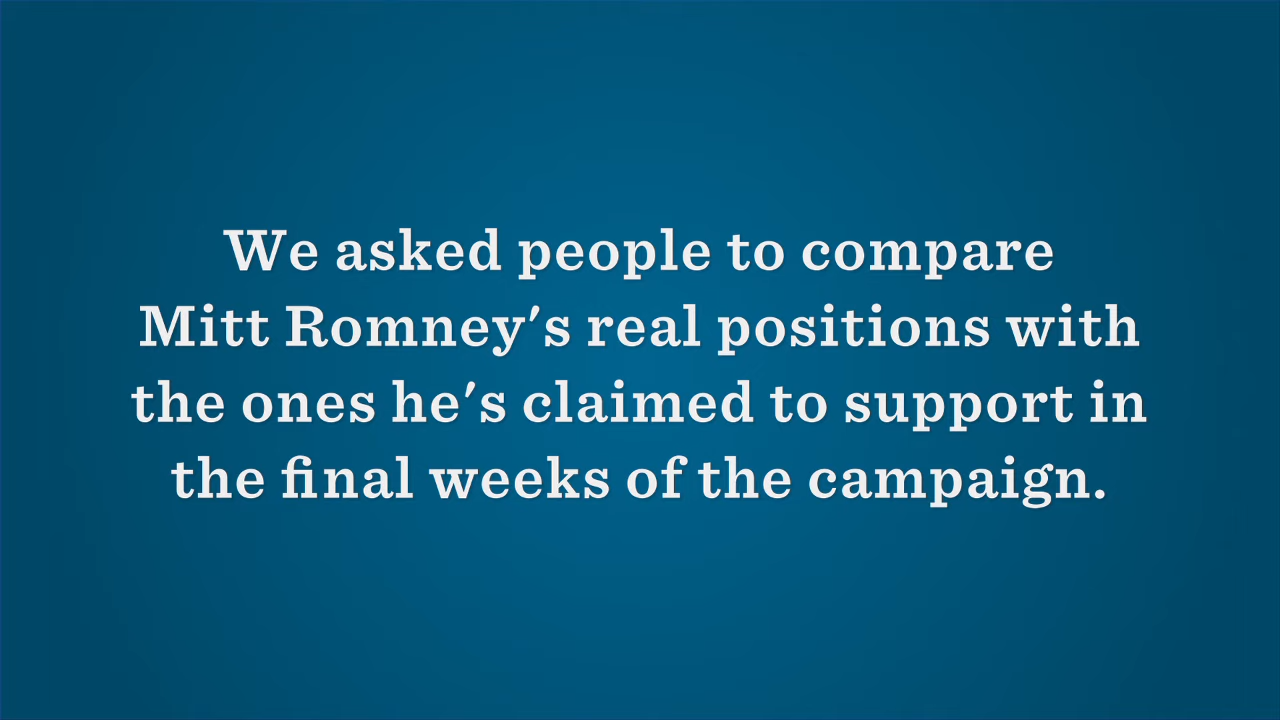 We asked people to compare
Mitt Romney's real positions with
the ones he's claimed to support in
the final weeks of the campaign.